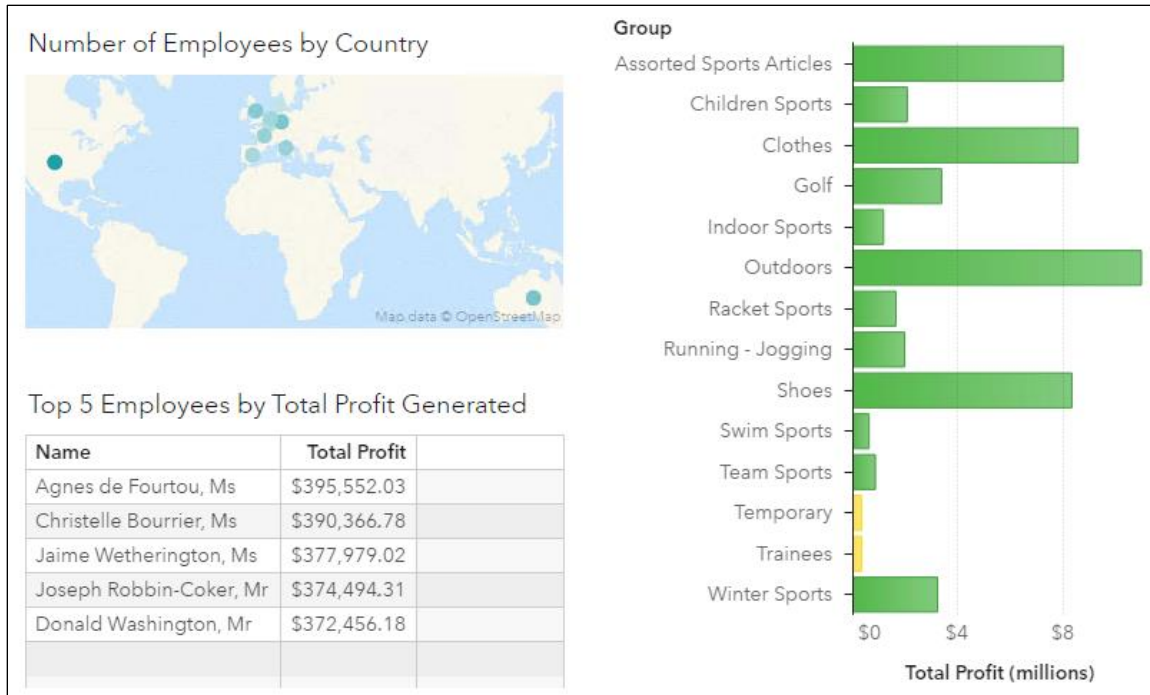 Number of Employees by Country
Map data © OpenStreetMap
Top 5 Employees by Total Profit Generated
Name Total Profit
Agnes de Fourtou, Ms $395,552.03
Christelle Bourrier, Ms $390,366.78
Jaime Wetherington, Ms $377,979.02
Joseph Robbin-Coker, Mr $374,494.31
Donald Washington, Mr $372,456.18
Group
Assorted Sports Articles
Children Sports
Clothes
Golf
Indoor Sports
Outdoors
Racket Sports
Running - Jogging
Shoes
Swim Sports
Team Sports
Temporary
Trainees
Winter Sports
$0 $4 $8
Total Profit (millions)